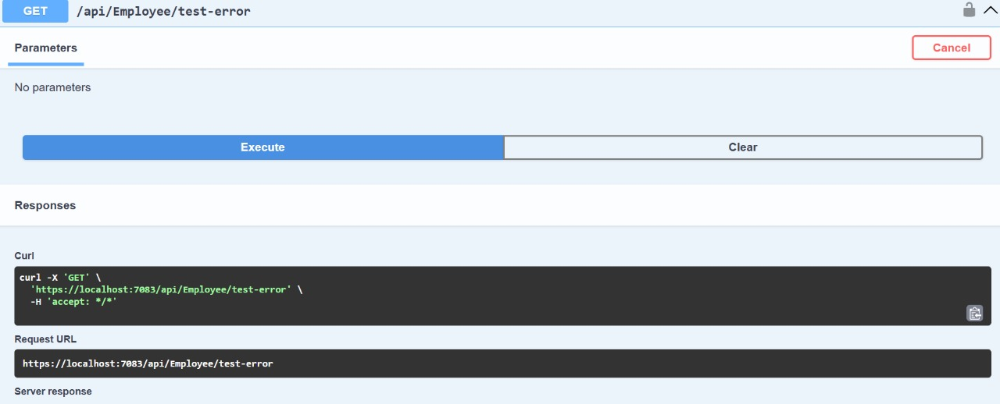 GET /api/Employee/test-error
Parameters Cancel
No parameters
Execute Clear
Responses
Curl
curl -X 'GET' \
  'https://localhost:7083/api/Employee/test-error' \
  -H 'accept: */*'
Request URL
https://localhost:7083/api/Employee/test-error
Server response